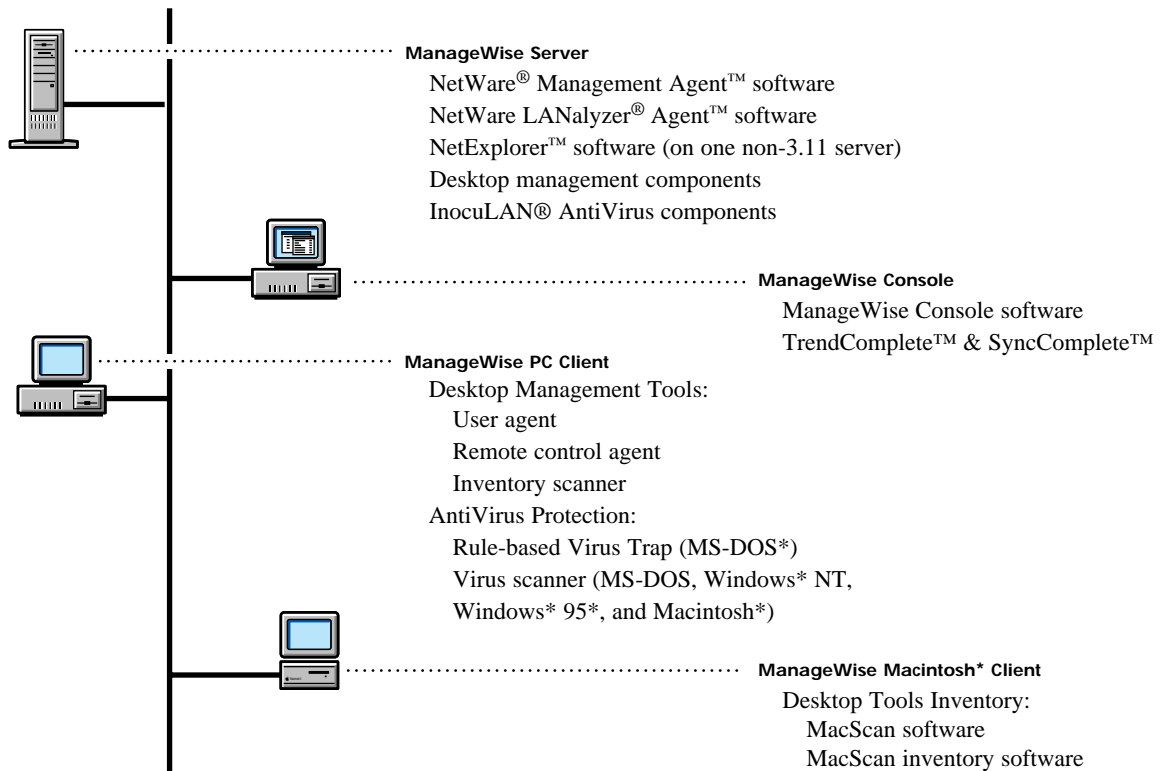 ManageWise Server
NetWare® Management Agent™ software
NetWare LANalyzer® Agent™ software
NetExplorer™ software (on one non-3.11 server)
Desktop management components
InocuLAN® AntiVirus components
ManageWise Console
ManageWise Console software
TrendComplete™ & SyncComplete™
ManageWise PC Client
Desktop Management Tools:
User agent
Remote control agent
Inventory scanner
AntiVirus Protection:
Rule-based Virus Trap (MS-DOS*)
Virus scanner (MS-DOS, Windows* NT,
Windows* 95*, and Macintosh*)
ManageWise Macintosh* Client
Desktop Tools Inventory:
MacScan software
MacScan inventory software